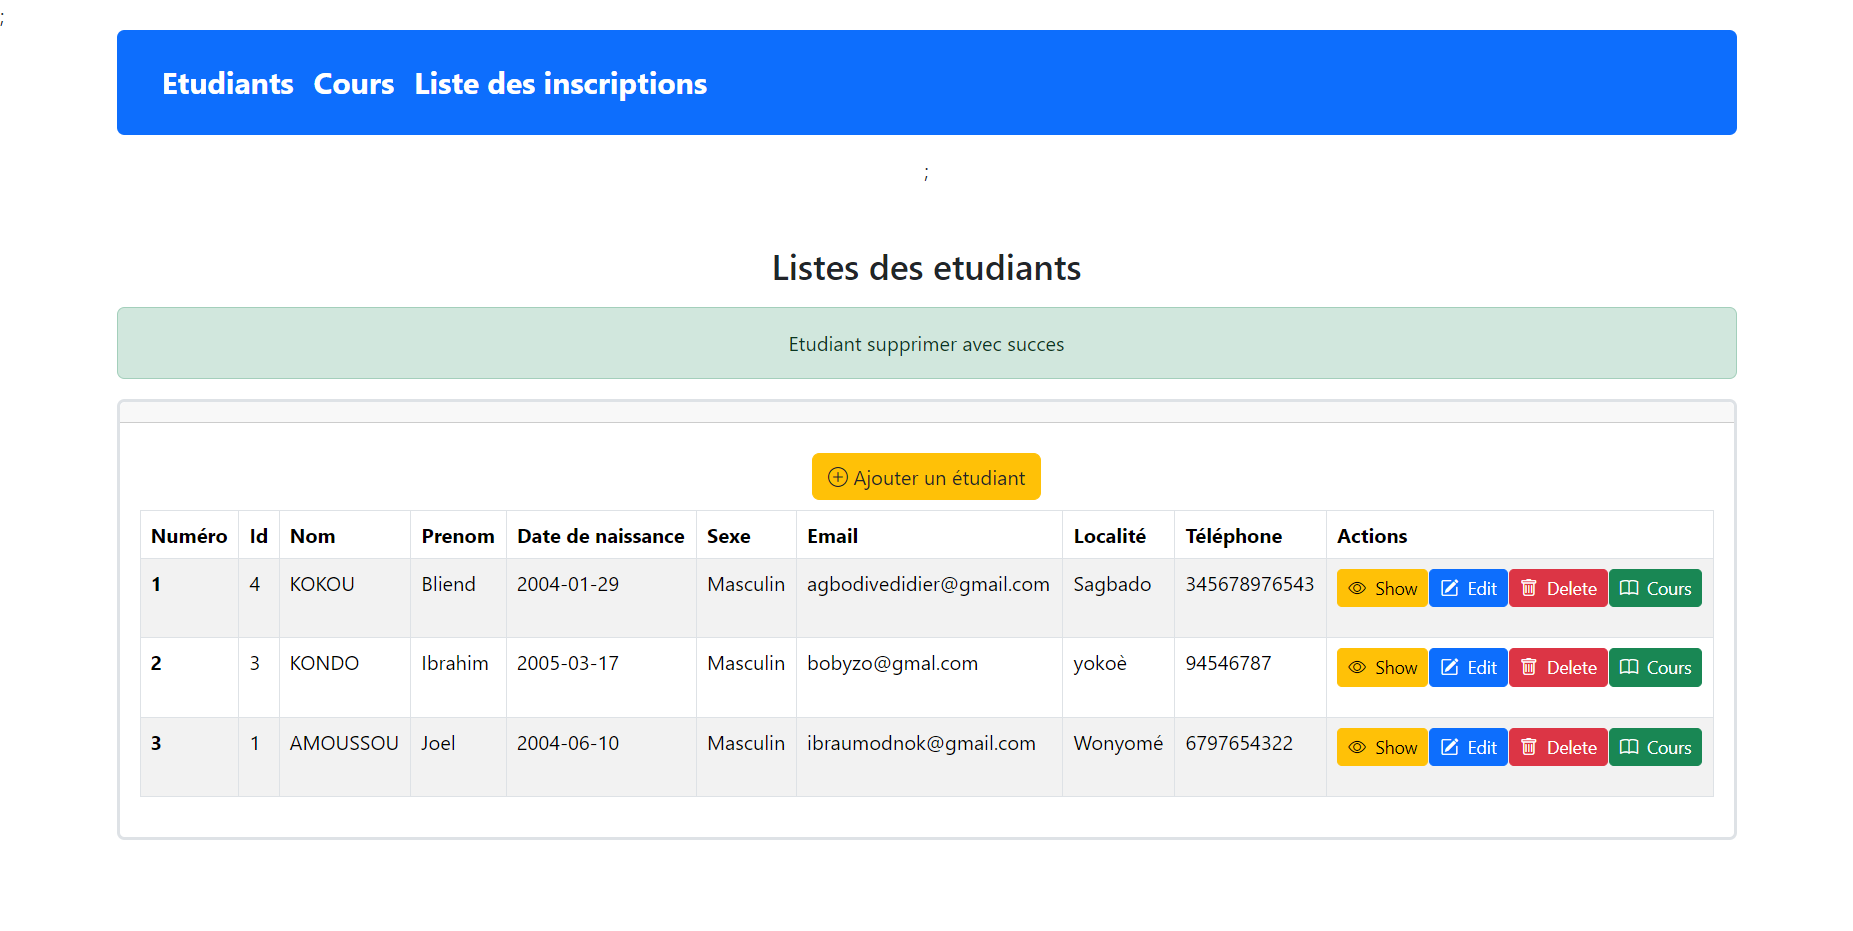 ;
Etudiants Cours Liste des inscriptions
;
Listes des etudiants
Etudiant supprimer avec succes
Ajouter un étudiant
Numéro Id Nom Prenom Date de naissance Sexe Email Localité Téléphone Actions
1 4 KOKOU Bliend 2004-01-29 Masculin agbodivedidier@gmail.com Sagbado 345678976543 Show Edit Delete Cours
2 3 KONDO Ibrahim 2005-03-17 Masculin bobyzo@gmal.com yokoè 94546787 Show Edit Delete Cours
3 1 AMOUSSOU Joel 2004-06-10 Masculin ibraumodnok@gmail.com Wonyomé 6797654322 Show Edit Delete Cours